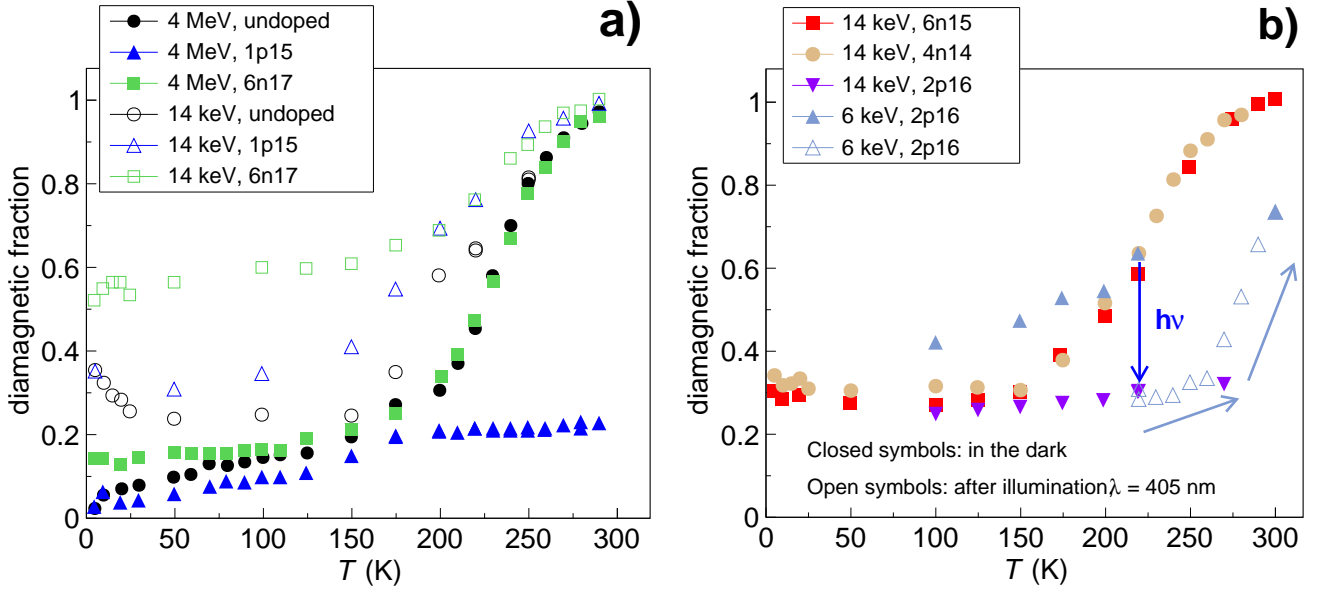 a)
4 MeV, undoped
4 MeV, 1p15
4 MeV, 6n17
14 keV, undoped
14 keV, 1p15
14 keV, 6n17
diamagnetic fraction
1
0.8
0.6
0.4
0.2
0
0 50 100 150 200 250 300
T (K)
b)
14 keV, 6n15
14 keV, 4n14
14 keV, 2p16
6 keV, 2p16
6 keV, 2p16
diamagnetic fraction
1
0.8
0.6
0.4
0.2
0
hν
Closed symbols: in the dark
Open symbols: after illumination λ = 405 nm
0 50 100 150 200 250 300
T (K)